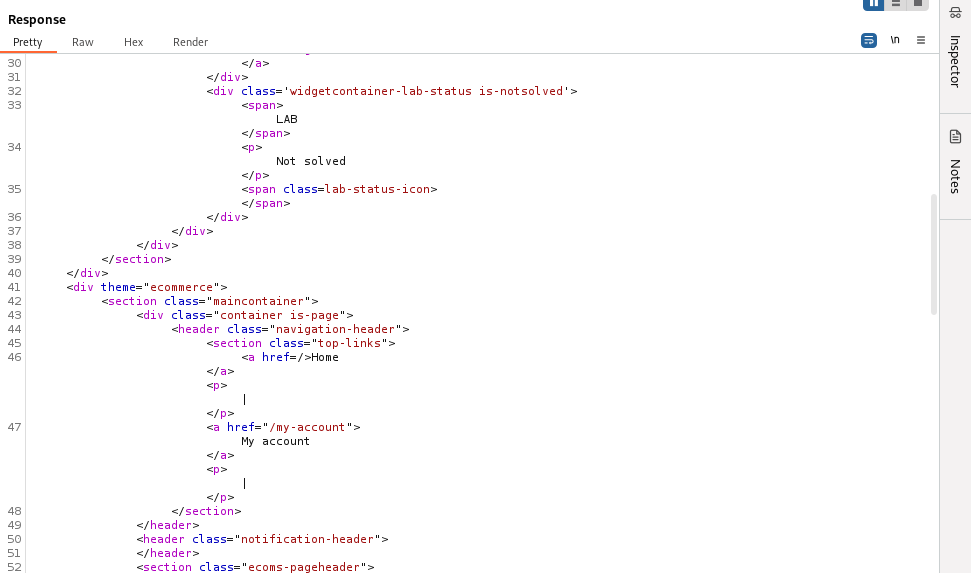 Response
Pretty Raw Hex Render \n
30 </a>
31 </div>
32 <div class='widgetcontainer-lab-status is-notsolved'>
33 <span>
LAB
</span>
34 <p>
Not solved
</p>
35 <span class=lab-status-icon>
</span>
36 </div>
37 </div>
38 </div>
39 </section>
40 </div>
41 <div theme="ecommerce">
42 <section class="maincontainer">
43 <div class="container is-page">
44 <header class="navigation-header">
45 <section class="top-links">
46 <a href=/>Home
</a>
<p>
|
</p>
47 <a href="/my-account">
My account
</a>
<p>
|
</p>
48 </section>
49 </header>
50 <header class="notification-header">
51 </header>
52 <section class="ecoms-pageheader">
Inspector
Notes